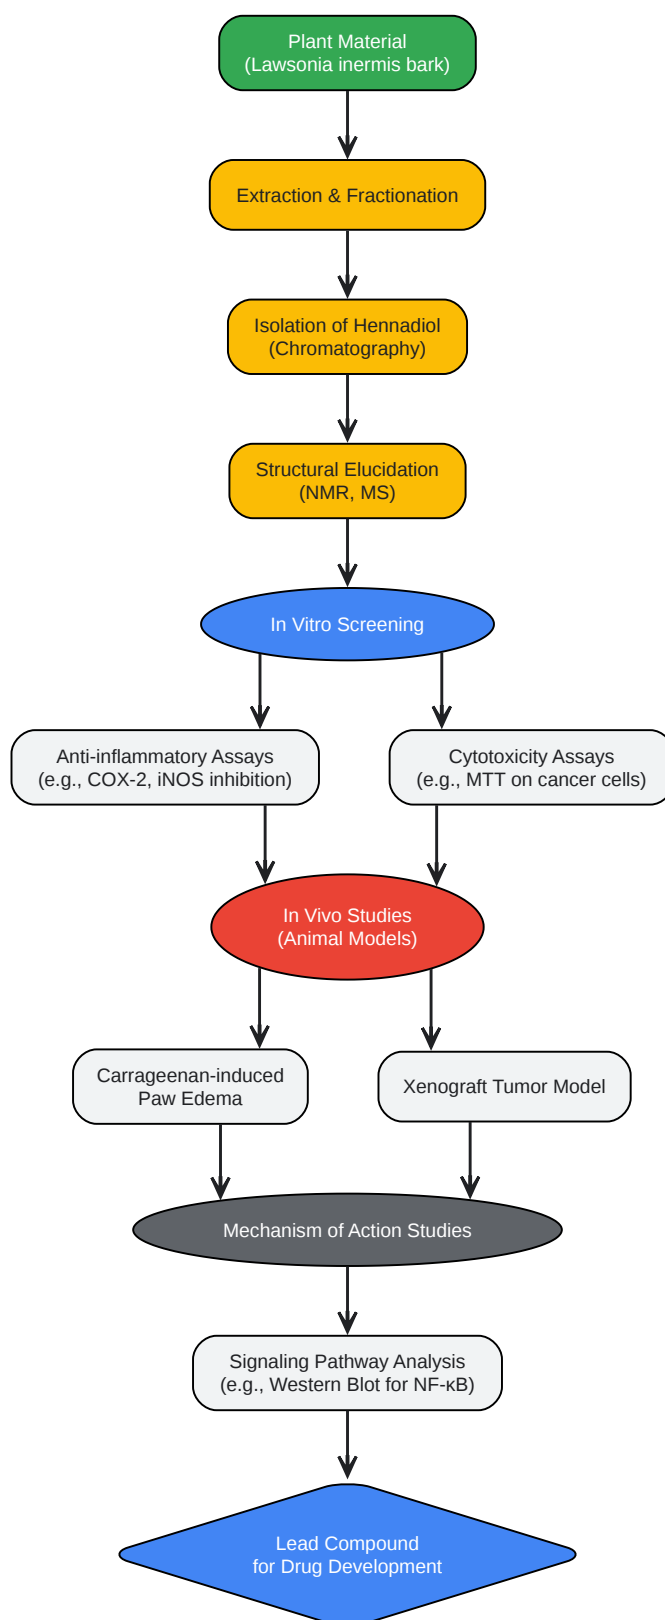 Plant Material
(Lawsonia inermis bark)
Extraction & Fractionation
Isolation of Hennadiol
(Chromatography)
Structural Elucidation
(NMR, MS)
In Vitro Screening
Anti-inflammatory Assays
(e.g., COX-2, iNOS inhibition)
Cytotoxicity Assays
(e.g., MTT on cancer cells)
In Vivo Studies
(Animal Models)
Carrageenan-induced
Paw Edema
Xenograft Tumor Model
Mechanism of Action Studies
Signaling Pathway Analysis
(e.g., Western Blot for NF-κB)
Lead Compound
for Drug Development